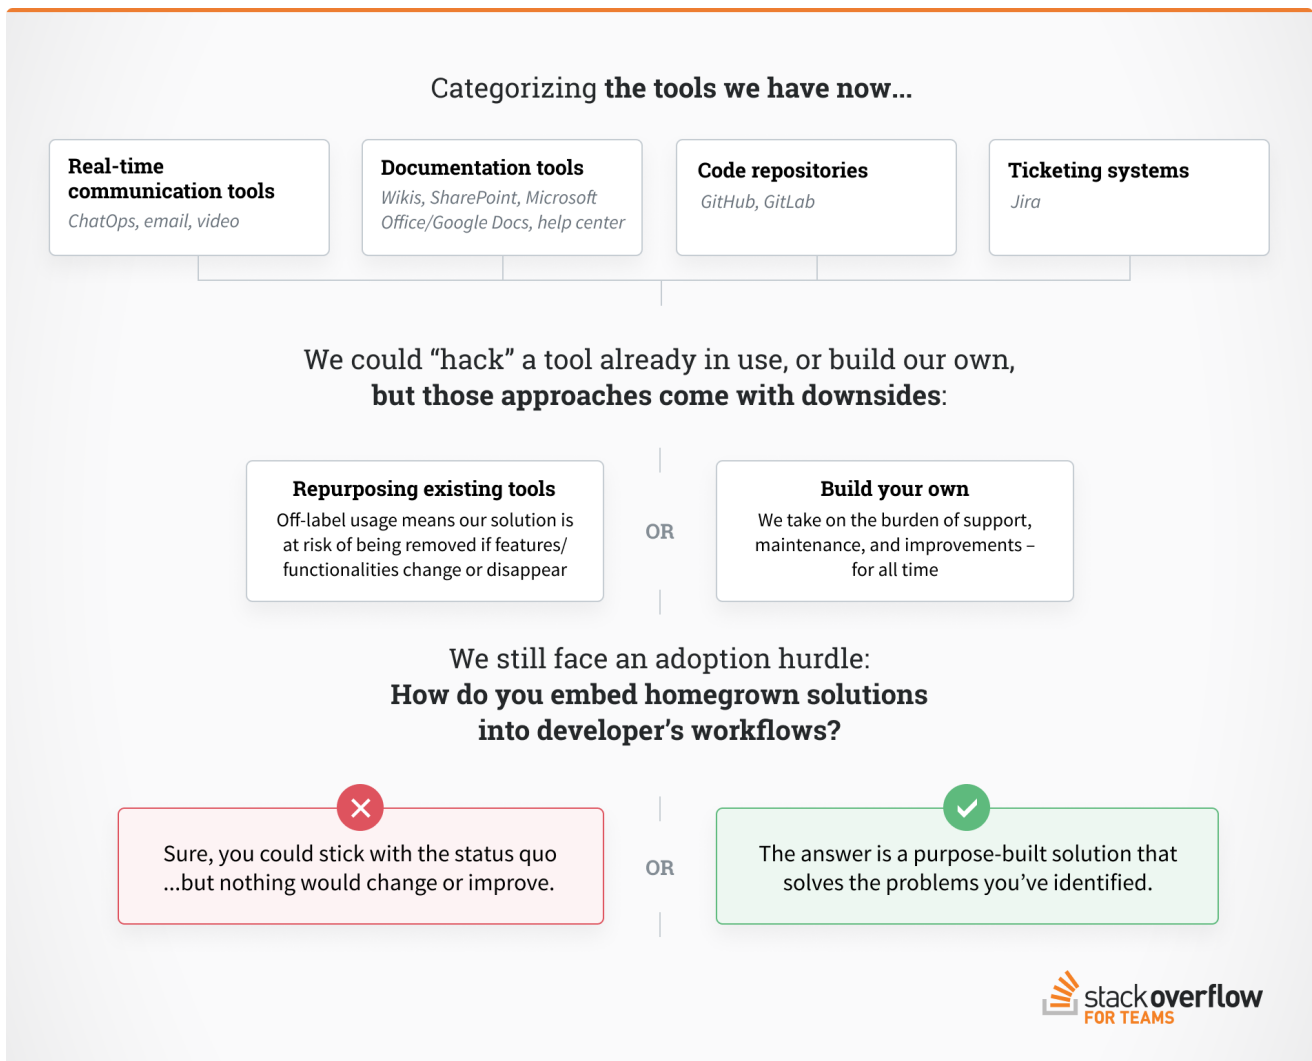 Categorizing the tools we have now...
Real-time
communication tools
ChatOps, email, video
Documentation tools
Wikis, SharePoint, Microsoft
Office/Google Docs, help center
Code repositories
GitHub, GitLab
Ticketing systems
Jira
We could “hack” a tool already in use, or build our own,
but those approaches come with downsides:
Repurposing existing tools
Off-label usage means our solution is
at risk of being removed if features/
functionalities change or disappear
OR
Build your own
We take on the burden of support,
maintenance, and improvements –
for all time
We still face an adoption hurdle:
How do you embed homegrown solutions
into developer’s workflows?
Sure, you could stick with the status quo
...but nothing would change or improve.
OR
The answer is a purpose-built solution that
solves the problems you’ve identified.
stackoverflow
FOR TEAMS